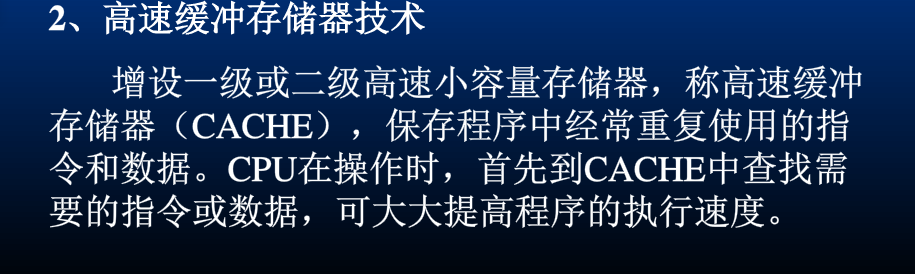 2、高速缓冲存储器技术
增设一级或二级高速小容量存储器，称高速缓冲
存储器（CACHE），保存程序中经常重复使用的指
令和数据。CPU在操作时，首先到CACHE中查找需
要的指令或数据，可大大提高程序的执行速度。